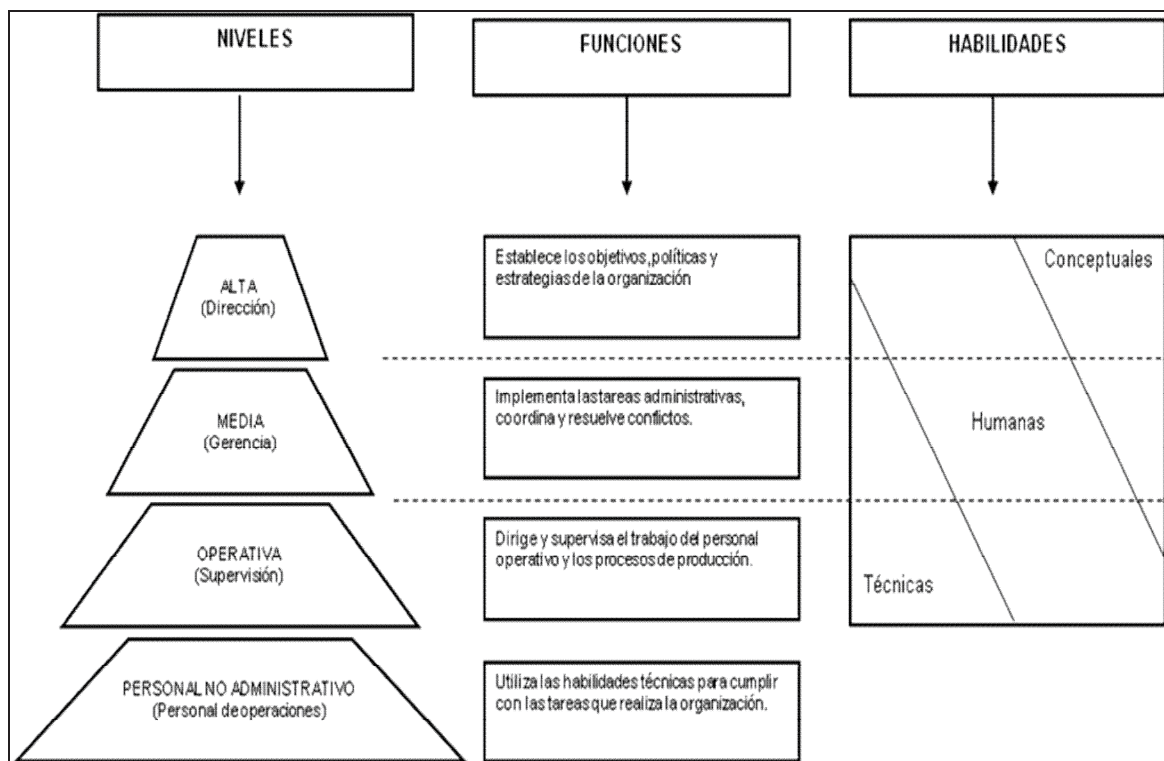 NIVELES
FUNCIONES
HABILIDADES
ALTA
(Dirección)
Establece los objetivos, políticas y
estrategias de la organización
Conceptuales
MEDIA
(Gerencia)
Implementa las tareas administrativas,
coordina y resuelve conflictos.
Humanas
OPERATIVA
(Supervisión)
Dirige y supervisa el trabajo del personal
operativo y los procesos de producción.
Técnicas
PERSONAL NO ADMINISTRATIVO
(Personal de operaciones)
Utiliza las habilidades técnicas para cumplir
con las tareas que realiza la organización.